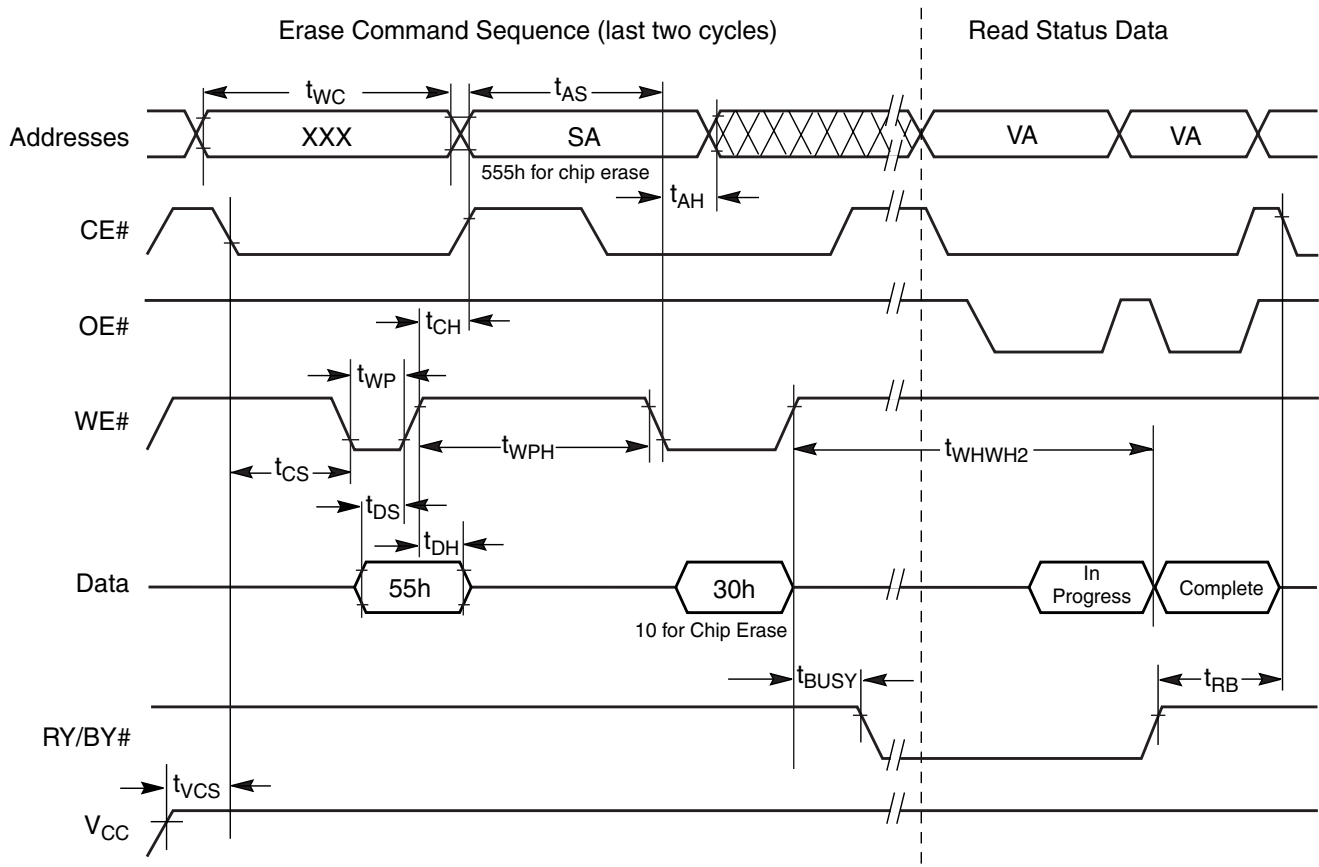 Erase Command Sequence (last two cycles)
Read Status Data
tWC
tAS
Addresses
XXX
SA
VA
VA
555h for chip erase
tAH
CE#
OE#
tCH
tWP
WE#
tWPH
tWHWH2
tCS
tDS
tDH
Data
55h
30h
In
Progress
Complete
10 for Chip Erase
tBUSY
tRB
RY/BY#
tVCS
VCC